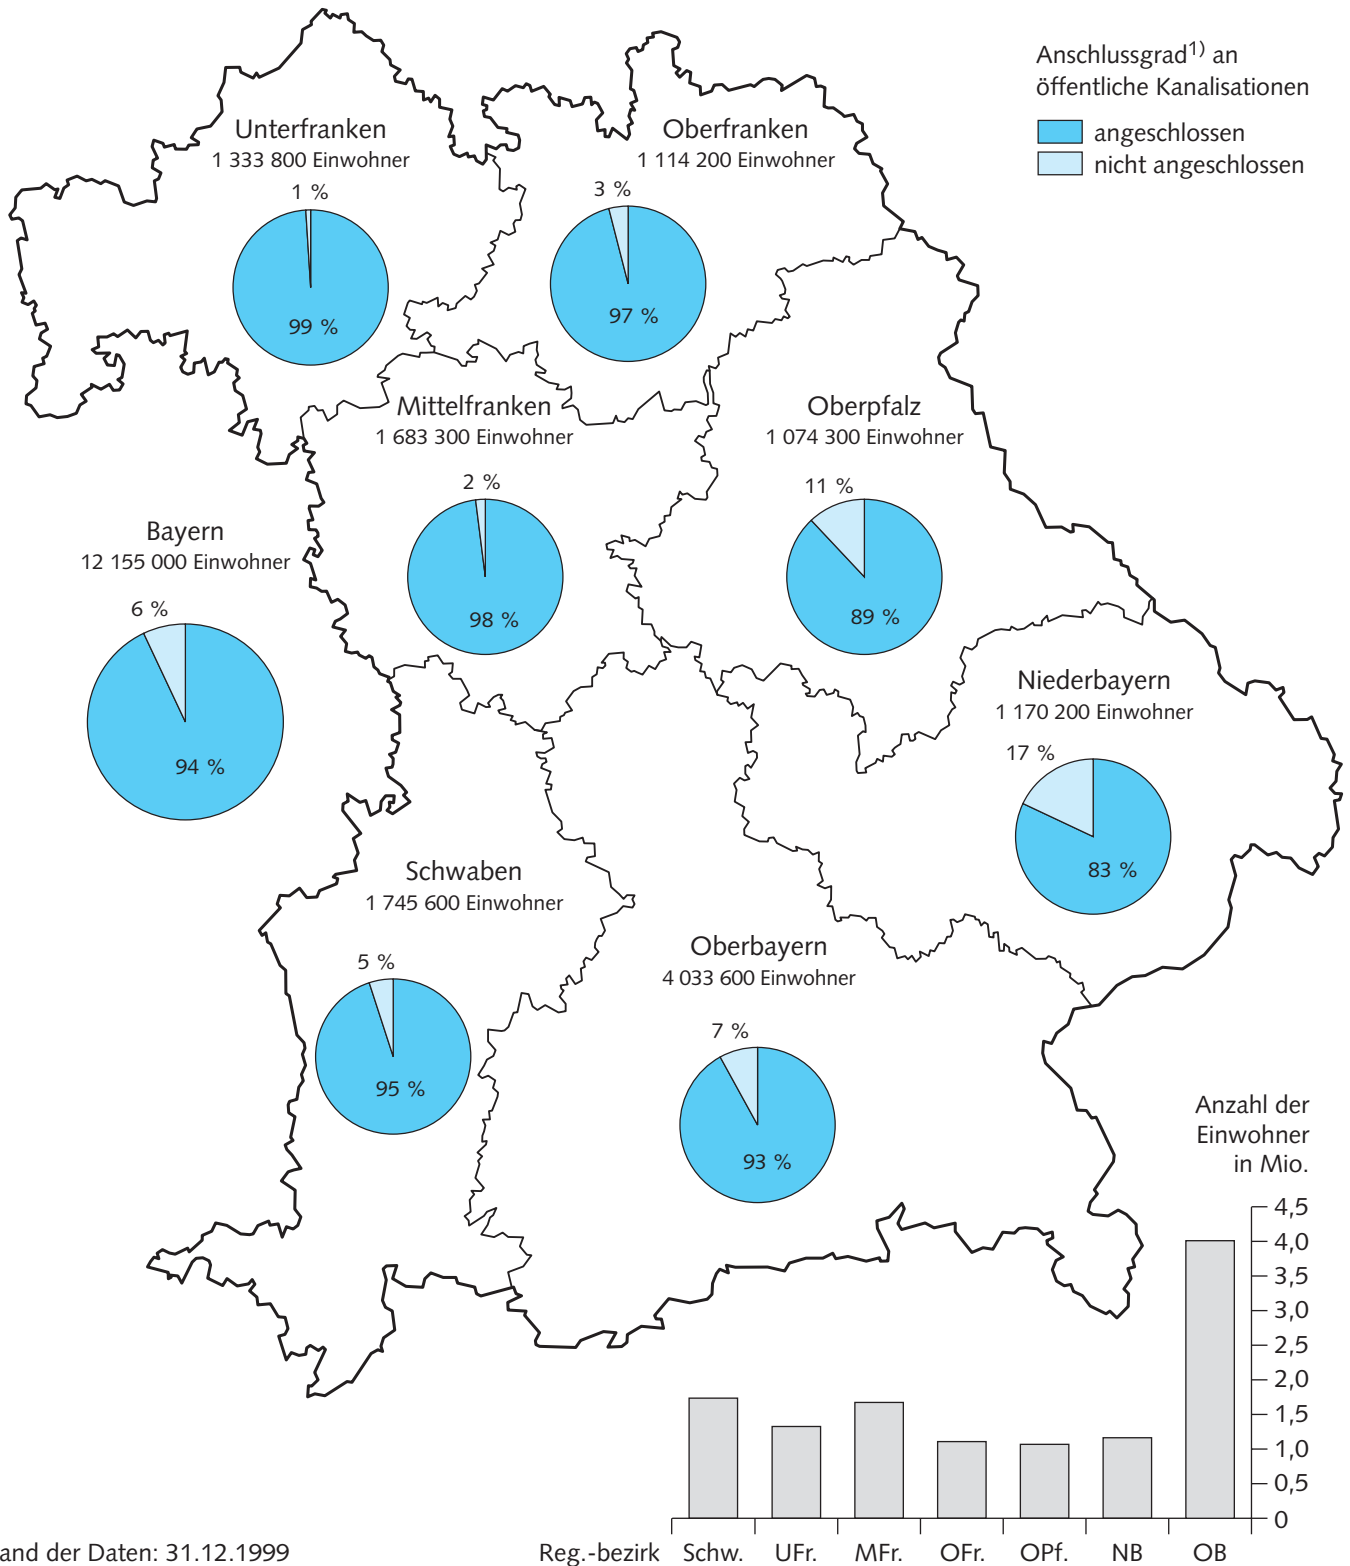 Anschlussgrad1) an
öffentliche Kanalisationen
angeschlossen
nicht angeschlossen
Unterfranken
1 333 800 Einwohner
1 %
99 %
Oberfranken
1 114 200 Einwohner
3 %
97 %
Mittelfranken
1 683 300 Einwohner
2 %
98 %
Oberpfalz
1 074 300 Einwohner
11 %
89 %
Bayern
12 155 000 Einwohner
6 %
94 %
Niederbayern
1 170 200 Einwohner
17 %
83 %
Schwaben
1 745 600 Einwohner
5 %
95 %
Oberbayern
4 033 600 Einwohner
7 %
93 %
Anzahl der
Einwohner
in Mio.
4,5
4,0
3,5
3,0
2,5
2,0
1,5
1,0
0,5
0
Reg.-bezirk Schw. UFr. MFr. OFr. OPf. NB OB
and der Daten: 31.12.1999